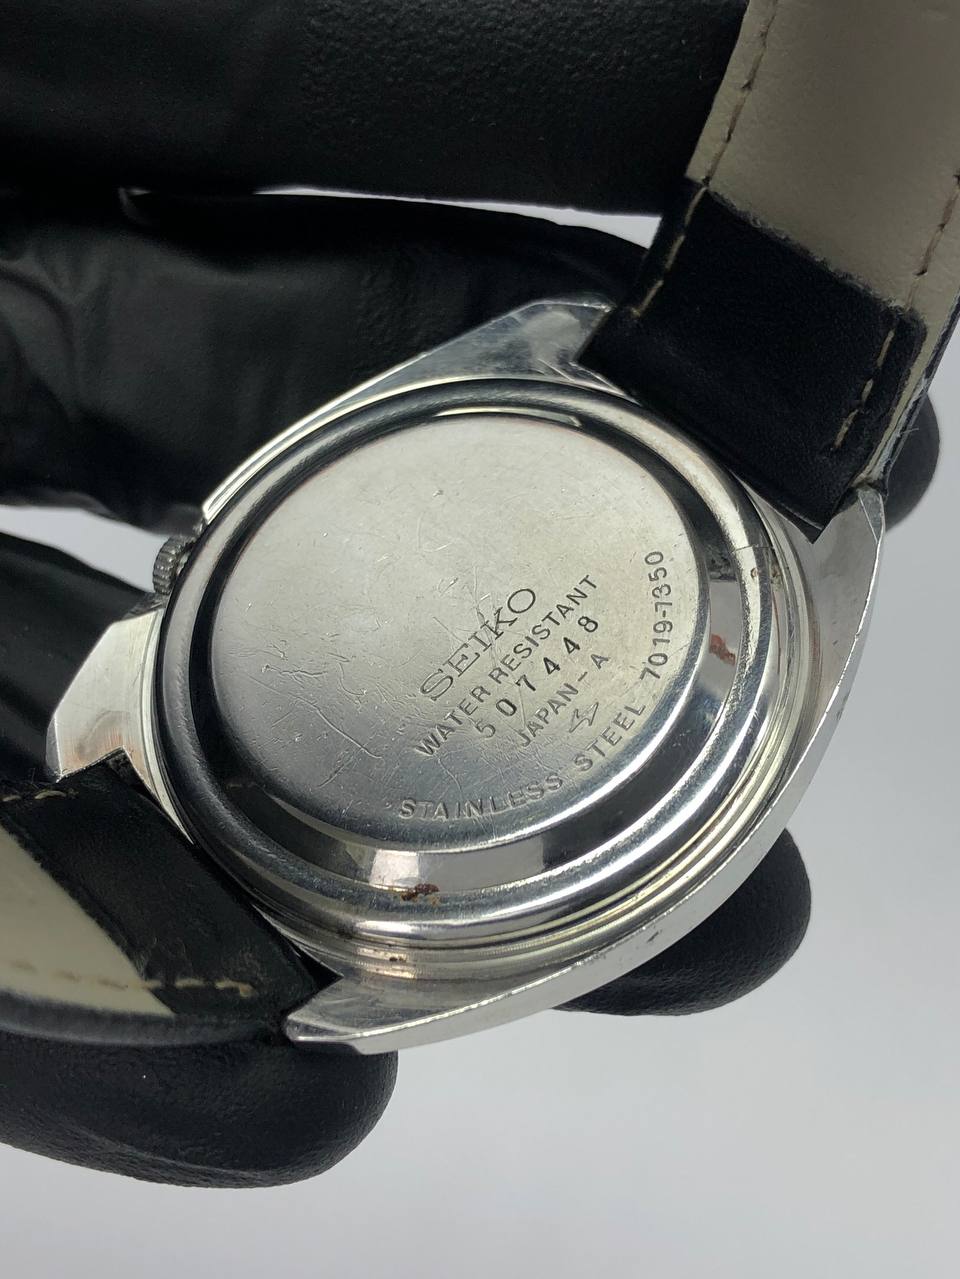 SEIKO
WATER RESISTANT
507448
JAPAN-A
STAINLESS STEEL 7019-7350